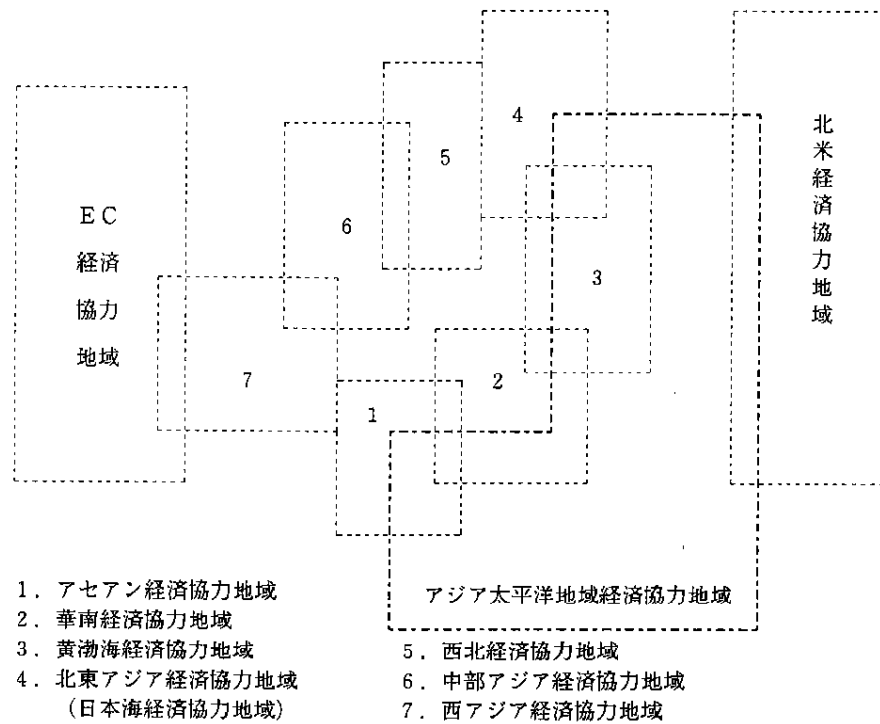 EC
経済
協力
地域
北米経済協力地域
4
5
6
3
2
7
1
アジア太平洋地域経済協力地域
1. アセアン経済協力地域
2. 華南経済協力地域
3. 黄渤海経済協力地域
4. 北東アジア経済協力地域
(日本海経済協力地域)
5. 西北経済協力地域
6. 中部アジア経済協力地域
7. 西アジア経済協力地域